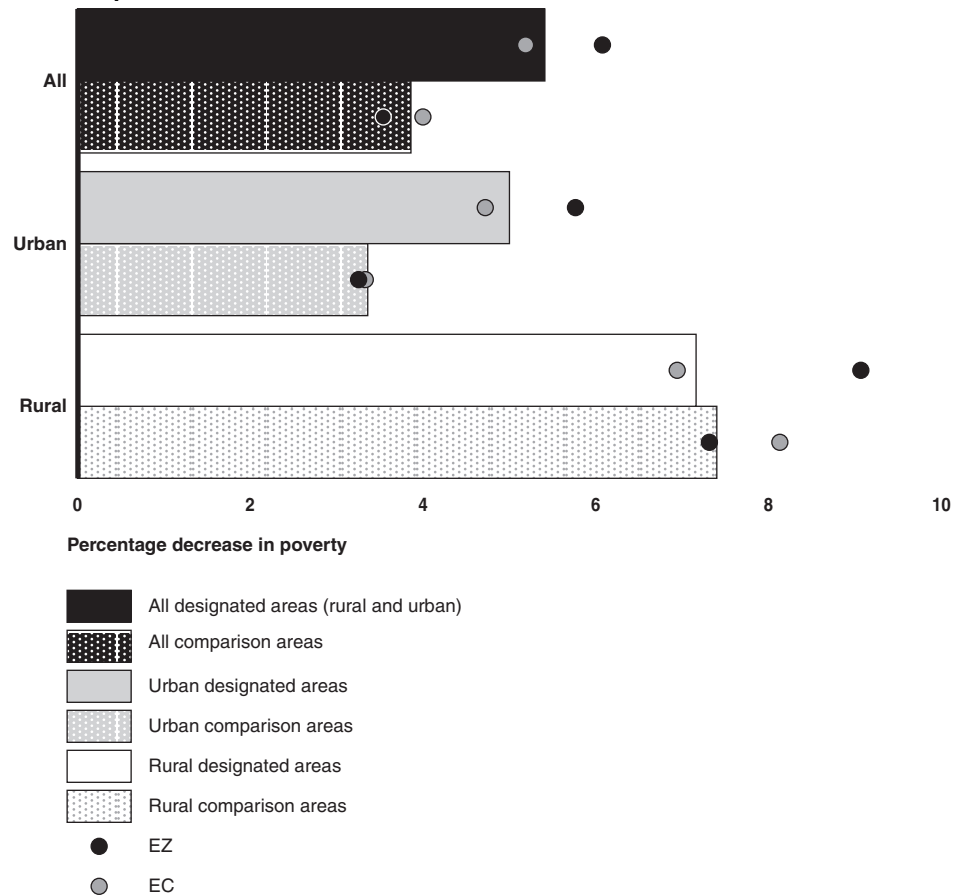 All
Urban
Rural
0 2 4 6 8 10
Percentage decrease in poverty
All designated areas (rural and urban)
All comparison areas
Urban designated areas
Urban comparison areas
Rural designated areas
Rural comparison areas
EZ
EC